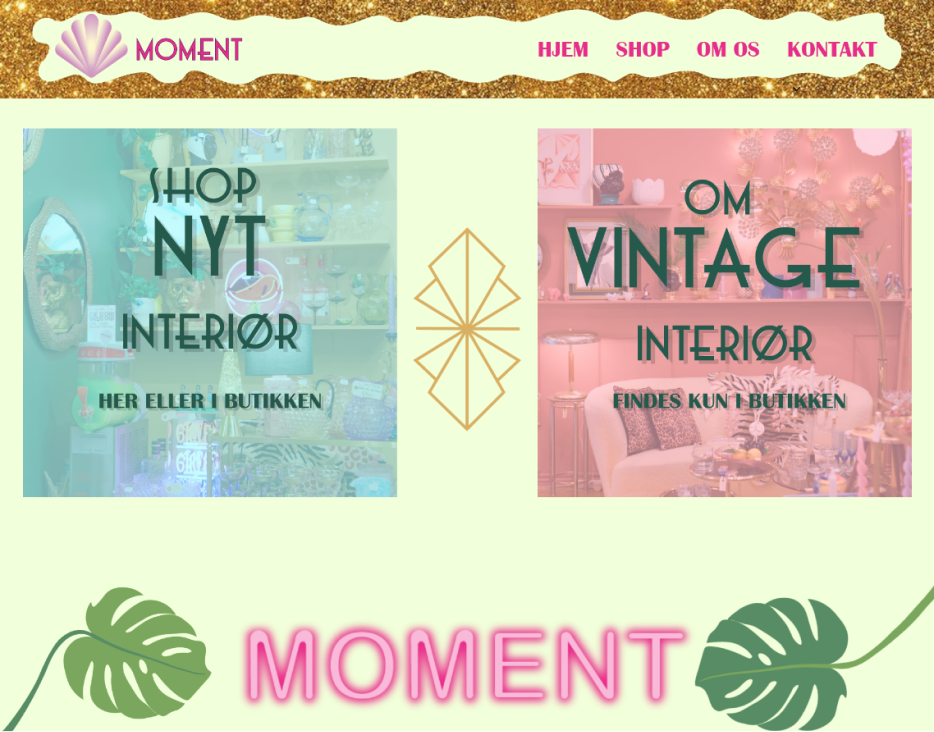 MOMENT
HJEM SHOP OM OS KONTAKT
SHOP
NYT
INTERIØR
HER ELLER I BUTIKKEN
OM
VINTAGE
INTERIØR
FINDES KUN I BUTIKKEN
MOMENT